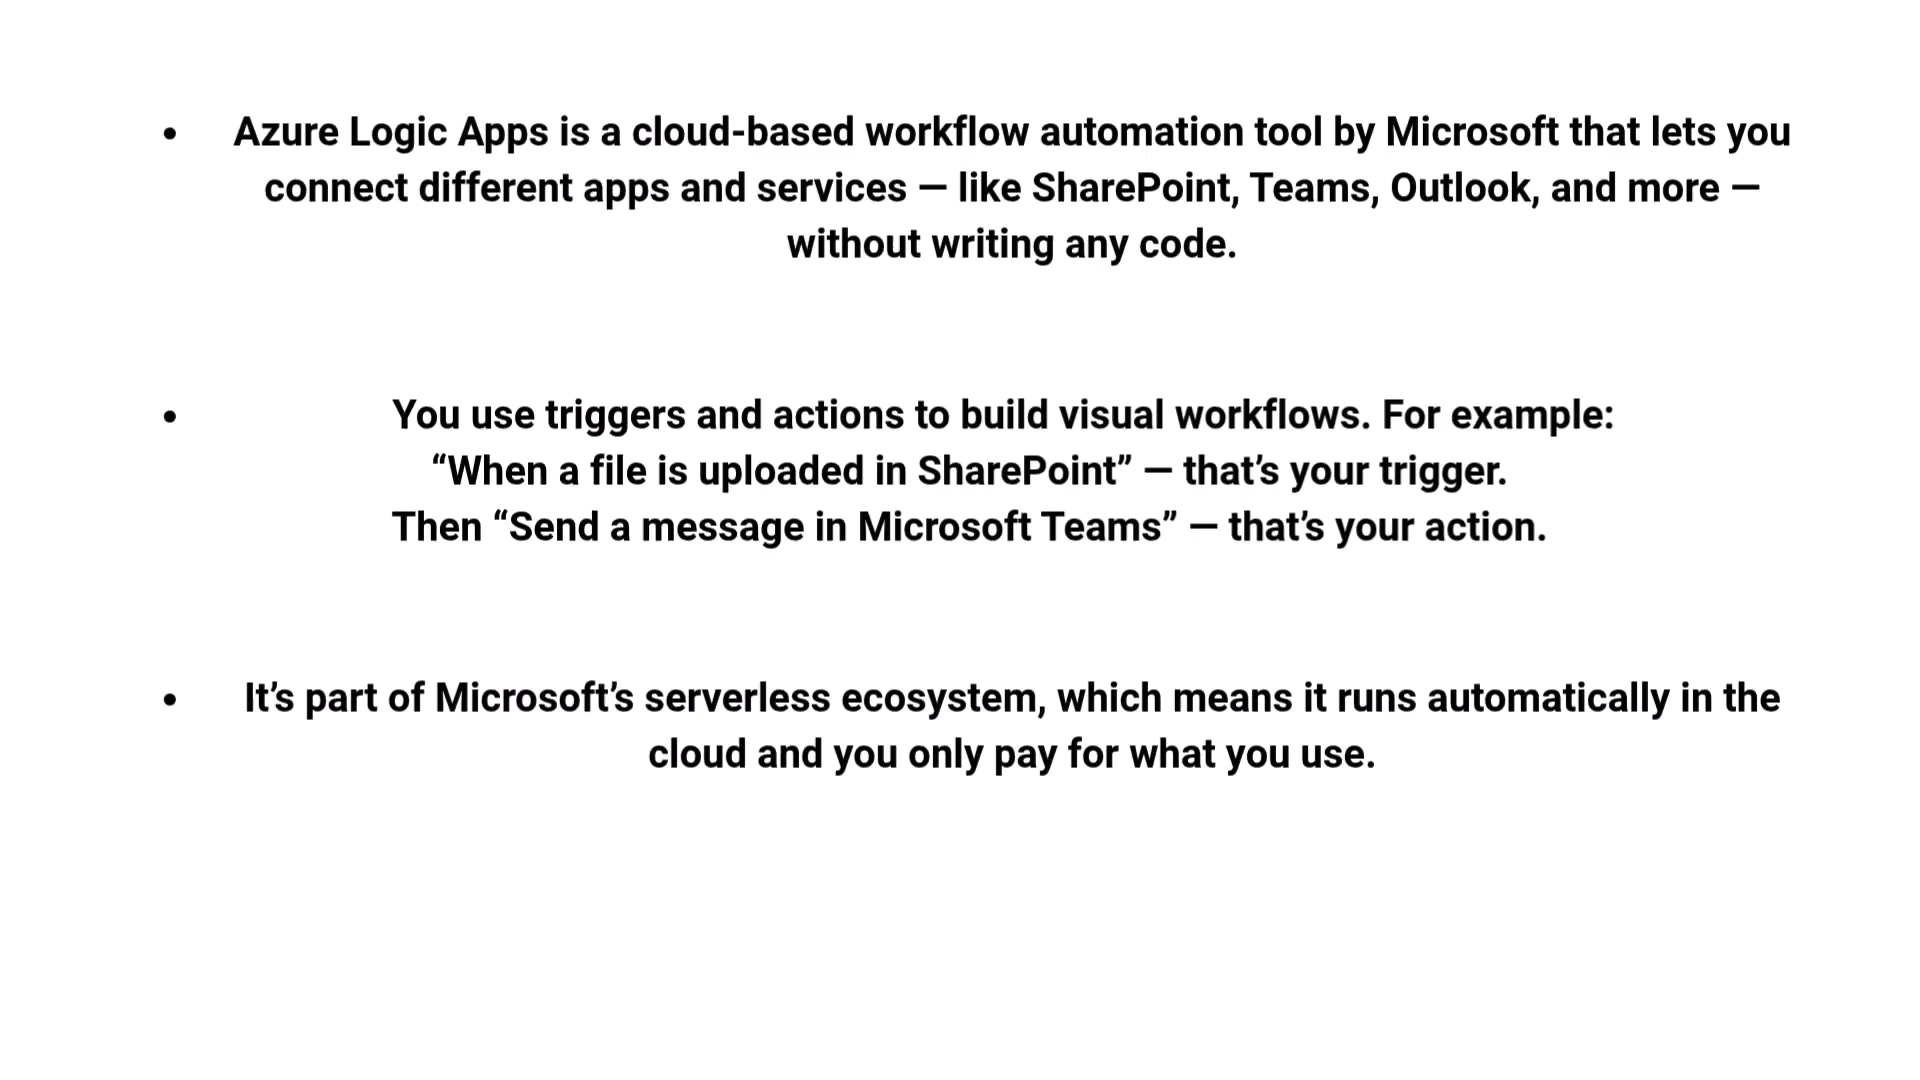 • Azure Logic Apps is a cloud-based workflow automation tool by Microsoft that lets you
connect different apps and services — like SharePoint, Teams, Outlook, and more —
without writing any code.
• You use triggers and actions to build visual workflows. For example:
“When a file is uploaded in SharePoint” — that’s your trigger.
Then “Send a message in Microsoft Teams” — that’s your action.
• It’s part of Microsoft’s serverless ecosystem, which means it runs automatically in the
cloud and you only pay for what you use.